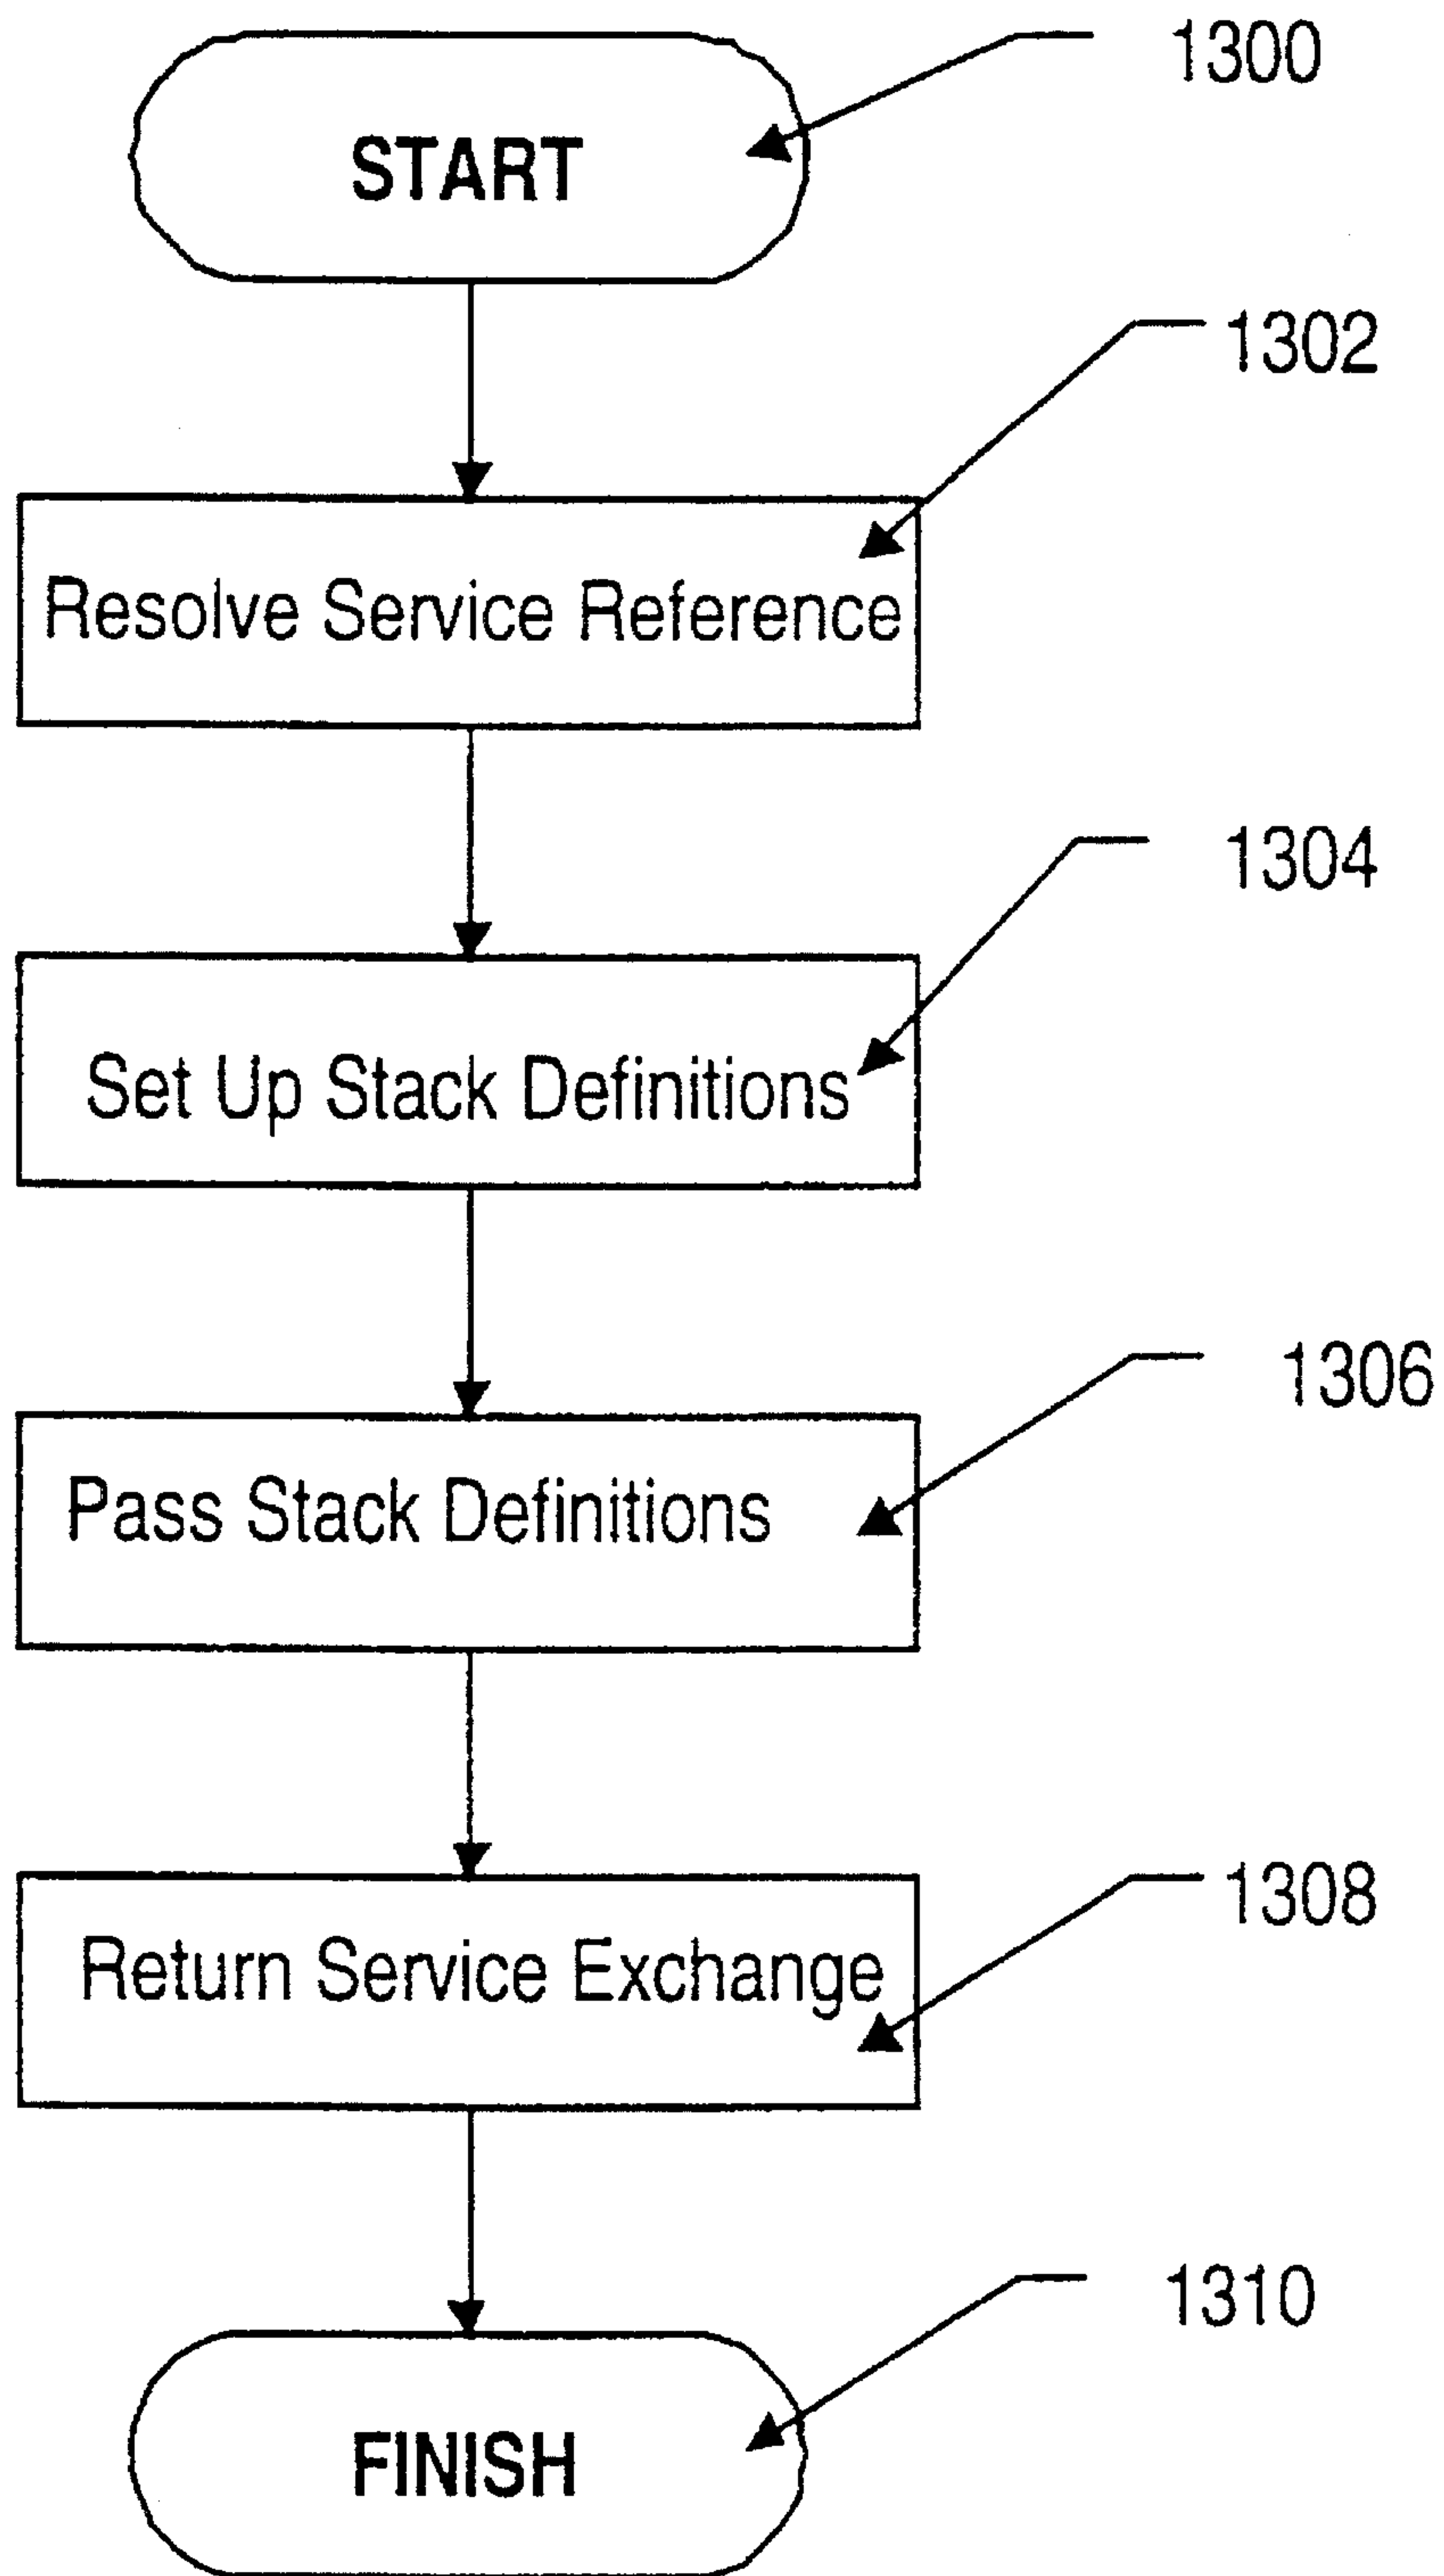 START
1300
1302
Resolve Service Reference
1304
Set Up Stack Definitions
1306
Pass Stack Definitions
1308
Return Service Exchange
1310
FINISH